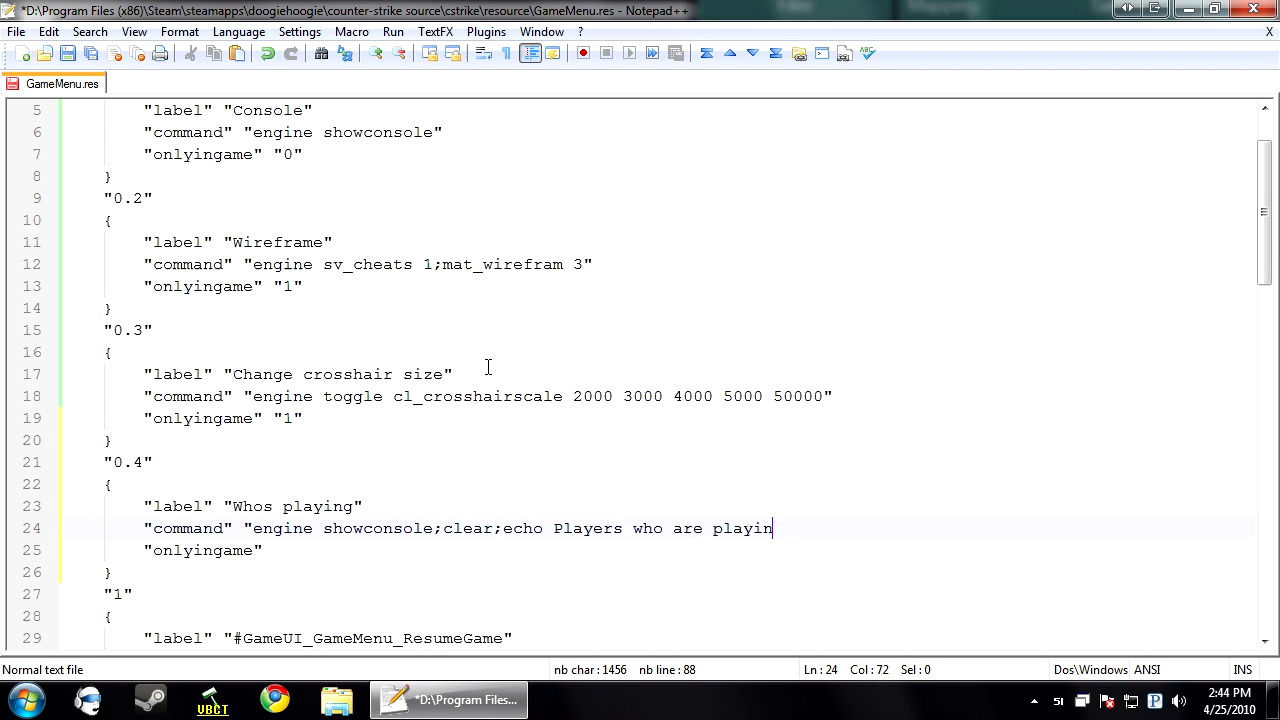 *D:\Program Files (x86)\Steam\steamapps\doogiehoogie\counter-strike source\cstrike\resource\GameMenu.res - Notepad++
File Edit Search View Format Language Settings Macro Run TextFX Plugins Window ? X
GameMenu.res
5 "label" "Console"
6 "command" "engine showconsole"
7 "onlyingame" "0"
8 }
9 "0.2"
10 {
11 "label" "Wireframe"
12 "command" "engine sv_cheats 1;mat_wirefram 3"
13 "onlyingame" "1"
14 }
15 "0.3"
16 {
17 "label" "Change crosshair size"
18 "command" "engine toggle cl_crosshairscale 2000 3000 4000 5000 50000"
19 "onlyingame" "1"
20 }
21 "0.4"
22 {
23 "label" "Whos playing"
24 "command" "engine showconsole;clear;echo Players who are playin
25 "onlyingame"
26 }
27 "1"
28 {
29 "label" "#GameUI_GameMenu_ResumeGame"
Normal text file nb char : 1456 nb line : 88 Ln : 24 Col : 72 Sel : 0 Dos\Windows ANSI INS
VBCT *D:\Program Files... SI 2:44 PM
4/25/2010